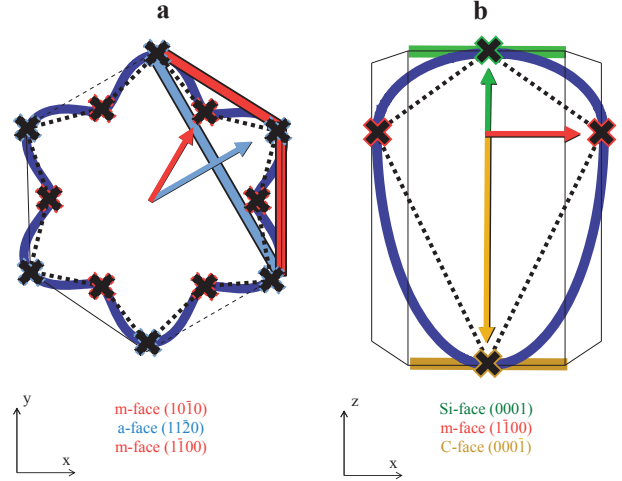 a
b
y
x
m-face (101̄0)
a-face (112̄0)
m-face (11̄00)
z
x
Si-face (0001)
m-face (11̄00)
C-face (0001̄)